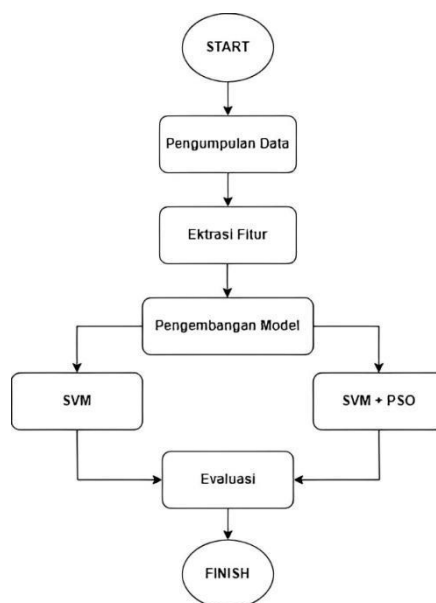 START
Pengumpulan Data
Ektrasi Fitur
Pengembangan Model
SVM
SVM + PSO
Evaluasi
FINISH